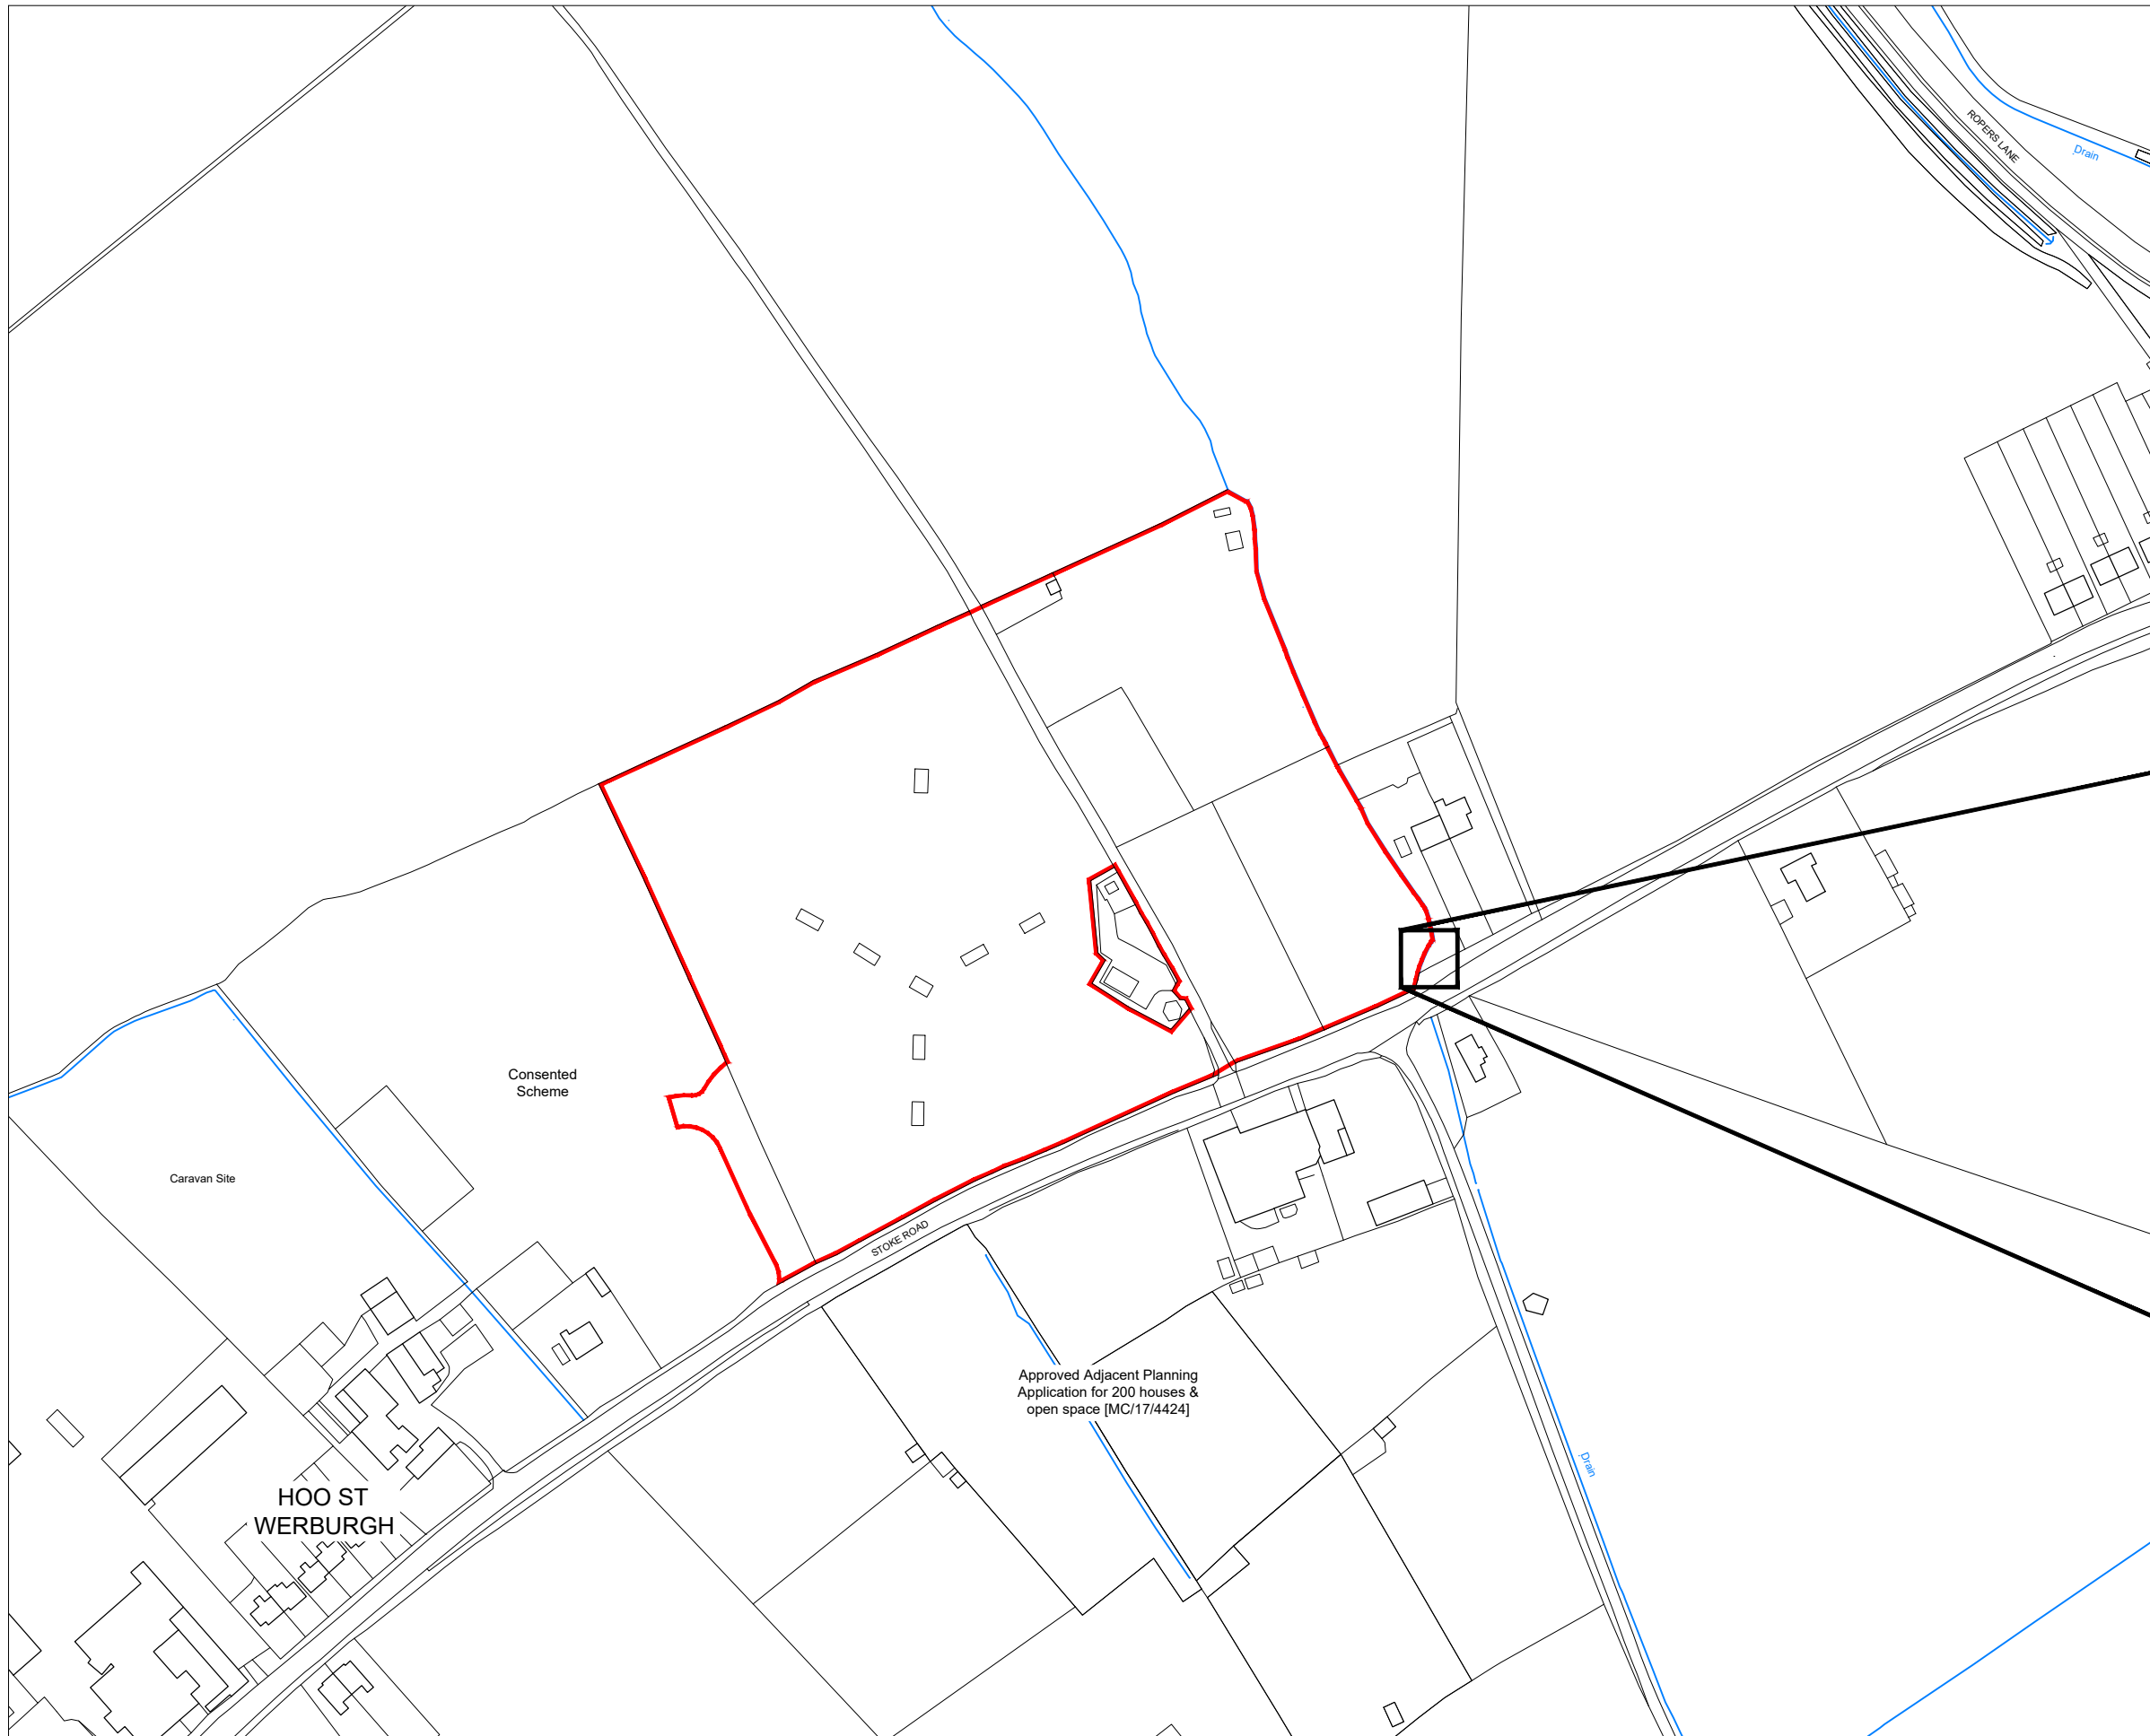 ROPERS LANE
Drain
Consented
Scheme
Caravan Site
STOKE ROAD
Approved Adjacent Planning
Application for 200 houses &
open space [MC/17/4424]
Drain
HOO ST
WERBURGH